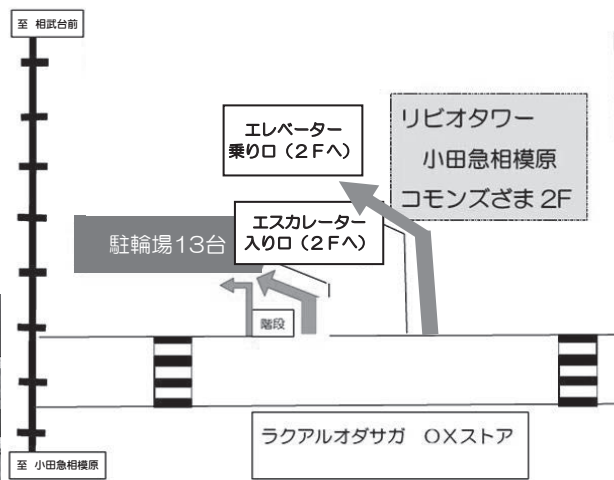 至 相武台前
エレベーター
乗り口（２Ｆへ）
リビオタワー
小田急相模原
コモンズざま 2F
エスカレーター
入り口（２Ｆへ）
駐輪場13台
階段
ラクアルオダサガ　OXストア
至 小田急相模原